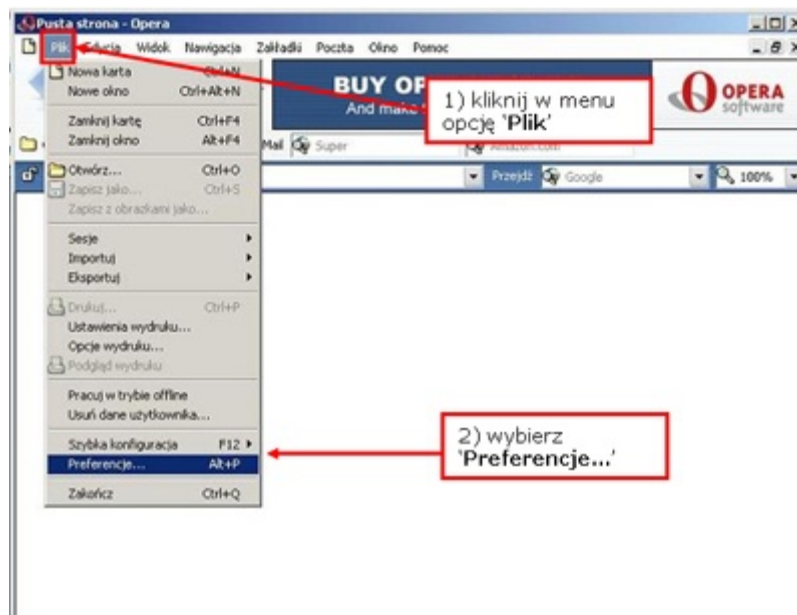 Pusta strona - Opera
Plik Edycja Widok Nawigacja Zakładki Poczta Okno Pomoc
Nowa karta Ctrl+N
Nowe okno Ctrl+Alt+N
BUY
And make
OPERA
software
1) kliknij w menu
opcję 'Plik'
Zamknij kartę Ctrl+F4
Zamknij okno Alt+F4
Mail Super Amazon.com
Otwórz... Ctrl+O
Przejdź Google 100%
Zapisz jako... Ctrl+S
Zapisz z obrazkami jako...
Sesje
Importuj
Eksportuj
Drukuj... Ctrl+P
Ustawienia wydruku...
Opcje wydruku...
Podgląd wydruku
Pracuj w trybie offline
Usuń dane użytkownika...
Szybka konfiguracja F12
Preferencje... Alt+P
Zakończ Ctrl+Q
2) wybierz
'Preferencje...'